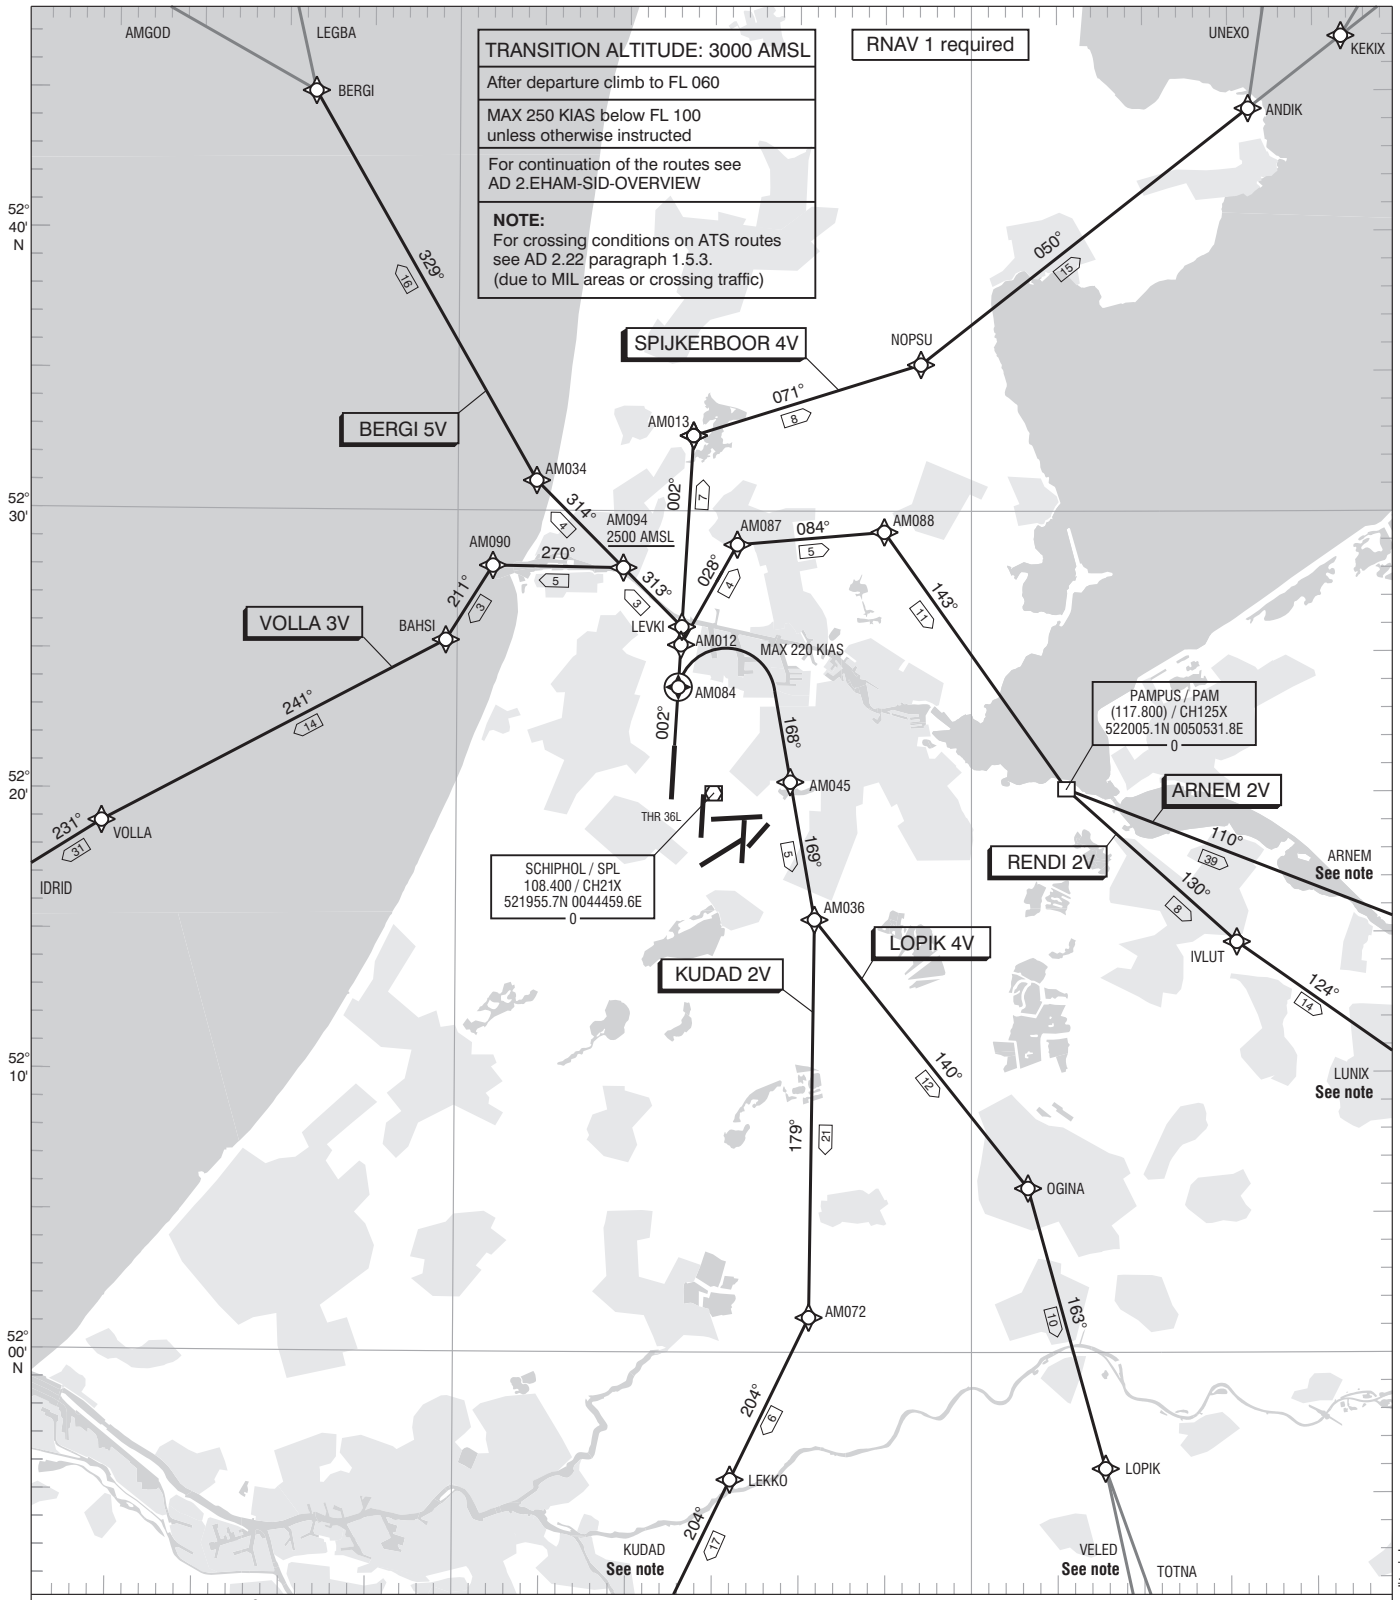 AMGOD
LEGBA
BERGI
TRANSITION ALTITUDE: 3000 AMSL
After departure climb to FL 060
MAX 250 KIAS below FL 100
unless otherwise instructed
For continuation of the routes see
AD 2.EHAM-SID-OVERVIEW
NOTE:
For crossing conditions on ATS routes
see AD 2.22 paragraph 1.5.3.
(due to MIL areas or crossing traffic)
RNAV 1 required
UNEXO
KEKIX
ANDIK
52°
40'
N
329°
16
050°
15
SPIJKERBOOR 4V
NOPSU
071°
8
BERGI 5V
AM013
AM034
002°
7
52°
30'
314°
4
AM094
2500 AMSL
AM087
084°
5
AM088
AM090
270°
5
313°
3
028°
4
211°
3
143°
11
VOLLA 3V
BAHSI
LEVKI
AM012
MAX 220 KIAS
AM084
241°
14
002°
168°
PAMPUS / PAM
(117.800) / CH125X
522005.1N 0050531.8E
0
52°
20'
AM045
ARNEM 2V
THR 36L
231°
31
VOLLA
IDRID
5
169°
110°
39
ARNEM
See note
RENDI 2V
SCHIPHOL / SPL
108.400 / CH21X
521955.7N 0044459.6E
0
130°
8
AM036
LOPIK 4V
IVLUT
KUDAD 2V
124°
14
52°
10'
140°
12
LUNIX
See note
179°
21
OGINA
AM072
163°
10
52°
00'
N
204°
6
LEKKO
LOPIK
204°
17
KUDAD
See note
VELED
See note
TOTNA